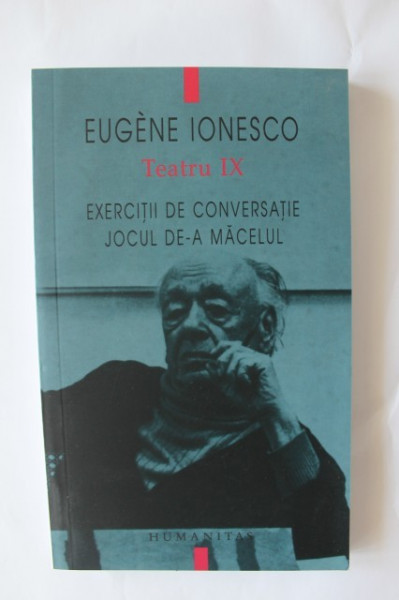 EUGÈNE IONESCO
Teatru IX
EXERCIȚII DE CONVERSAȚIE
JOCUL DE-A MĂCELUL
HUMANITAS